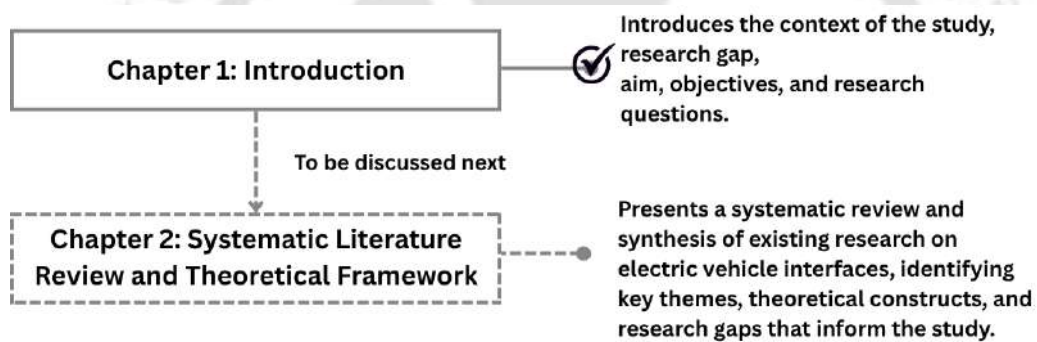 Chapter 1: Introduction
Introduces the context of the study,
research gap,
aim, objectives, and research
questions.
To be discussed next
Chapter 2: Systematic Literature
Review and Theoretical Framework
Presents a systematic review and
synthesis of existing research on
electric vehicle interfaces, identifying
key themes, theoretical constructs, and
research gaps that inform the study.